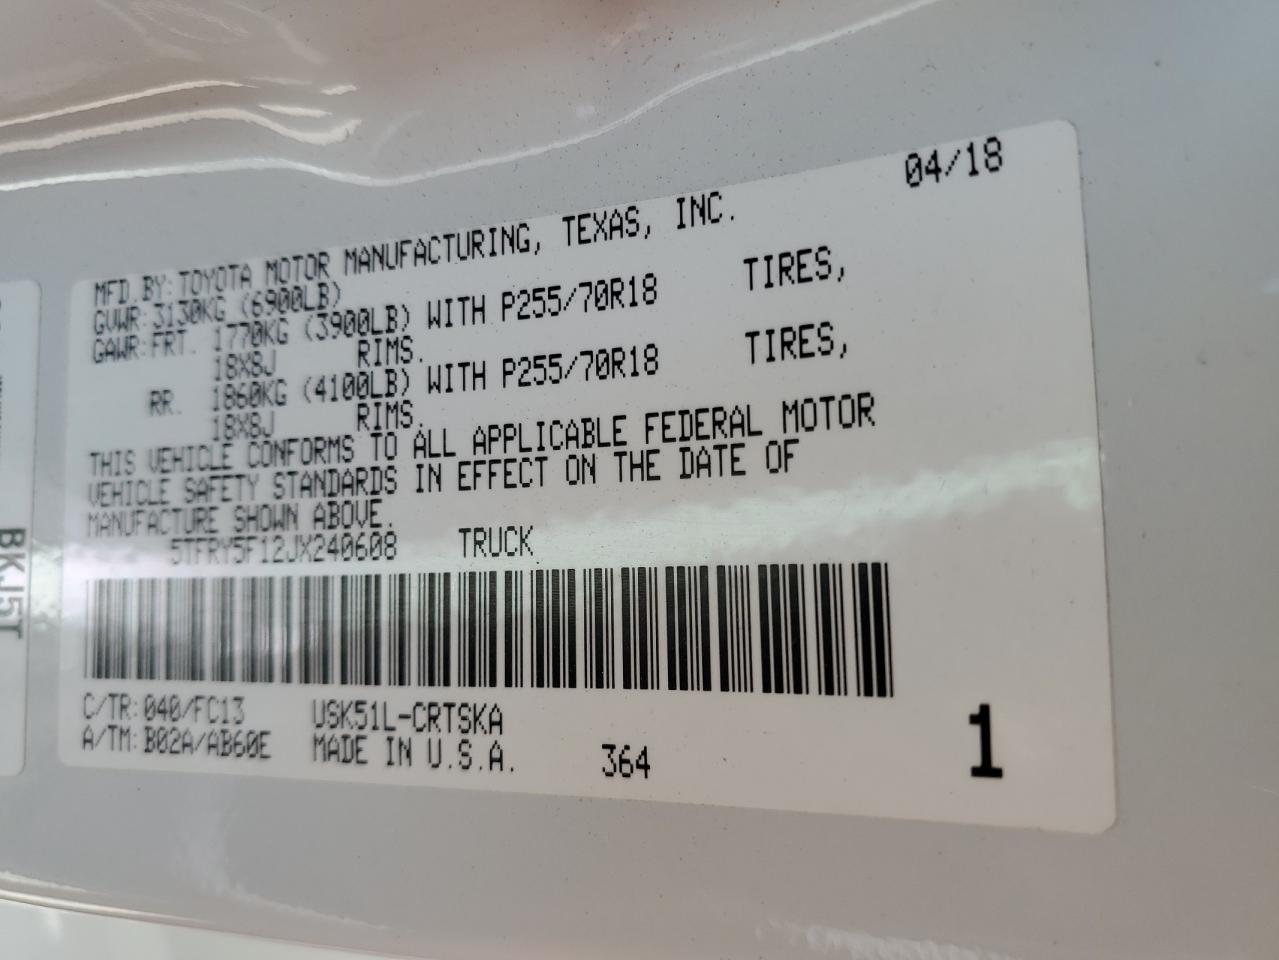 04/18
MFD.BY:TOYOTA MOTOR MANUFACTURING, TEXAS, INC.
GVWR:3130KG (6900LB)
GAWR:FRT. 1770KG (3900LB) WITH P255/70R18 TIRES,
18X8J RIMS.
RR. 1860KG (4100LB) WITH P255/70R18 TIRES,
18X8J RIMS.
THIS VEHICLE CONFORMS TO ALL APPLICABLE FEDERAL MOTOR
VEHICLE SAFETY STANDARDS IN EFFECT ON THE DATE OF
MANUFACTURE SHOWN ABOVE.
5TFRY5F12JX240608 TRUCK
C/TR:040/FC13 USK51L-CRTSKA
A/TM:B02A/AB60E MADE IN U.S.A. 364 1
BKJ5T